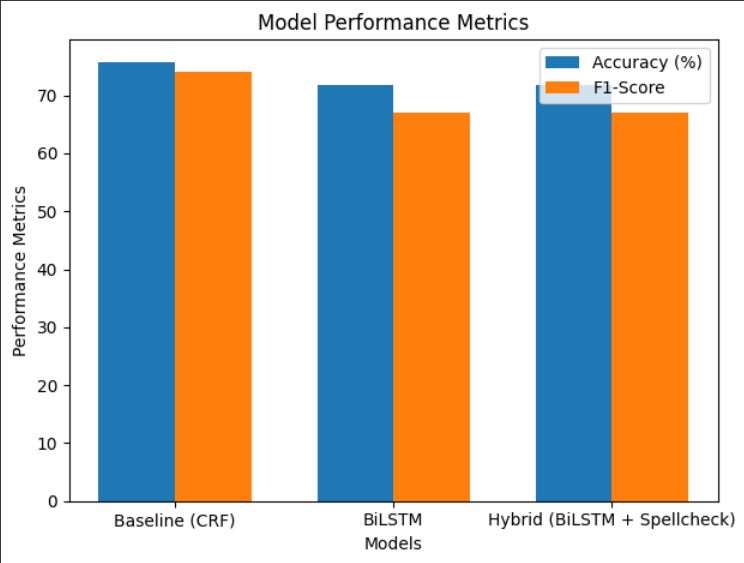 Model Performance Metrics
Accuracy (%)
F1-Score
Performance Metrics
70
60
50
40
30
20
10
0
Baseline (CRF)
BiLSTM
Hybrid (BiLSTM + Spellcheck)
Models